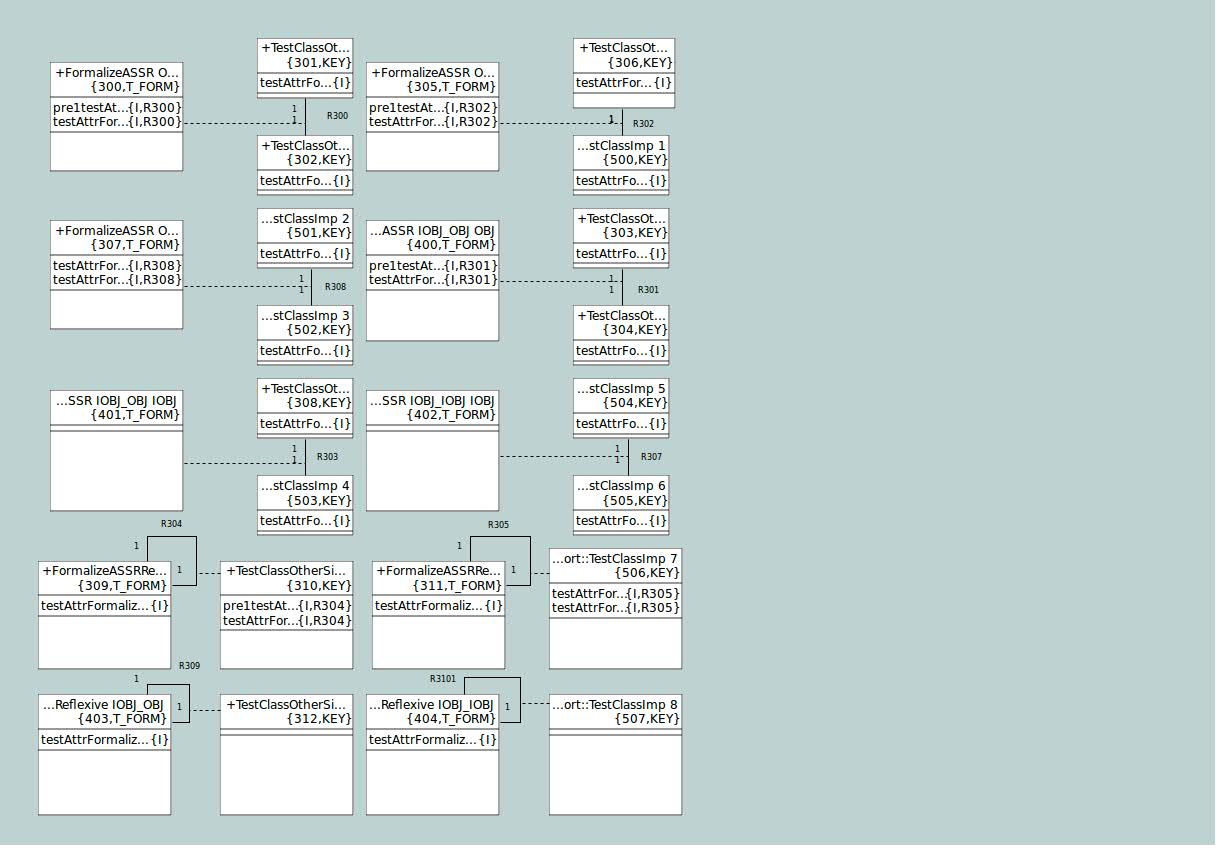 +FormalizeASSR O...
{300,T_FORM}
pre1testAt...{I,R300}
testAttrFor...{I,R300}
+TestClassOt...
{301,KEY}
testAttrFo...{I}
1
1
R300
+TestClassOt...
{302,KEY}
testAttrFo...{I}
+FormalizeASSR O...
{305,T_FORM}
pre1testAt...{I,R302}
testAttrFor...{I,R302}
+TestClassOt...
{306,KEY}
testAttrFor...{I}
1
R302
...stClassImp 1
{500,KEY}
testAttrFo...{I}
+FormalizeASSR O...
{307,T_FORM}
testAttrFor...{I,R308}
testAttrFor...{I,R308}
...stClassImp 2
{501,KEY}
testAttrFo...{I}
1
1
R308
...stClassImp 3
{502,KEY}
testAttrFo...{I}
...ASSR IOBJ_OBJ OBJ
{400,T_FORM}
pre1testAt...{I,R301}
testAttrFor...{I,R301}
+TestClassOt...
{303,KEY}
testAttrFo...{I}
1
1
R301
+TestClassOt...
{304,KEY}
testAttrFo...{I}
...SSR IOBJ_OBJ IOBJ
{401,T_FORM}
+TestClassOt...
{308,KEY}
testAttrFo...{I}
1
1
R303
...stClassImp 4
{503,KEY}
testAttrFo...{I}
...SSR IOBJ_IOBJ IOBJ
{402,T_FORM}
...stClassImp 5
{504,KEY}
testAttrFo...{I}
1
1
R307
...stClassImp 6
{505,KEY}
testAttrFo...{I}
R304
1
1
+FormalizeASSRRe...
{309,T_FORM}
testAttrFormaliz...{I}
+TestClassOtherSi...
{310,KEY}
pre1testAt...{I,R304}
testAttrFor...{I,R304}
R305
1
1
+FormalizeASSRRe...
{311,T_FORM}
testAttrFormaliz...{I}
...ort::TestClassImp 7
{506,KEY}
testAttrFor...{I,R305}
testAttrFor...{I,R305}
R309
1
1
...Reflexive IOBJ_OBJ
{403,T_FORM}
testAttrFormaliz...{I}
+TestClassOtherSi...
{312,KEY}
R3101
1
...Reflexive IOBJ_IOBJ
{404,T_FORM}
testAttrFormaliz...{I}
...ort::TestClassImp 8
{507,KEY}